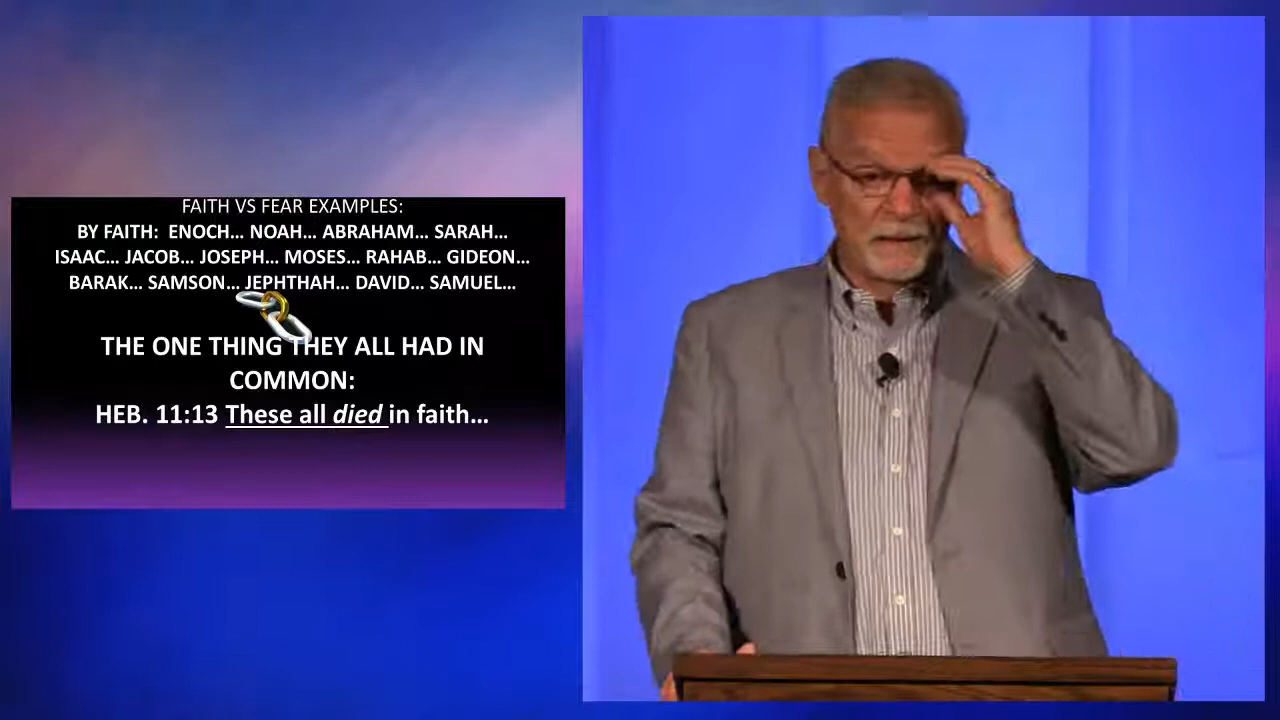 FAITH VS FEAR EXAMPLES:
BY FAITH: ENOCH... NOAH... ABRAHAM... SARAH...
ISAAC... JACOB... JOSEPH... MOSES... RAHAB... GIDEON...
BARAK... SAMSON... JEPHTHAH... DAVID... SAMUEL...
THE ONE THING THEY ALL HAD IN
COMMON:
HEB. 11:13 These all died in faith...